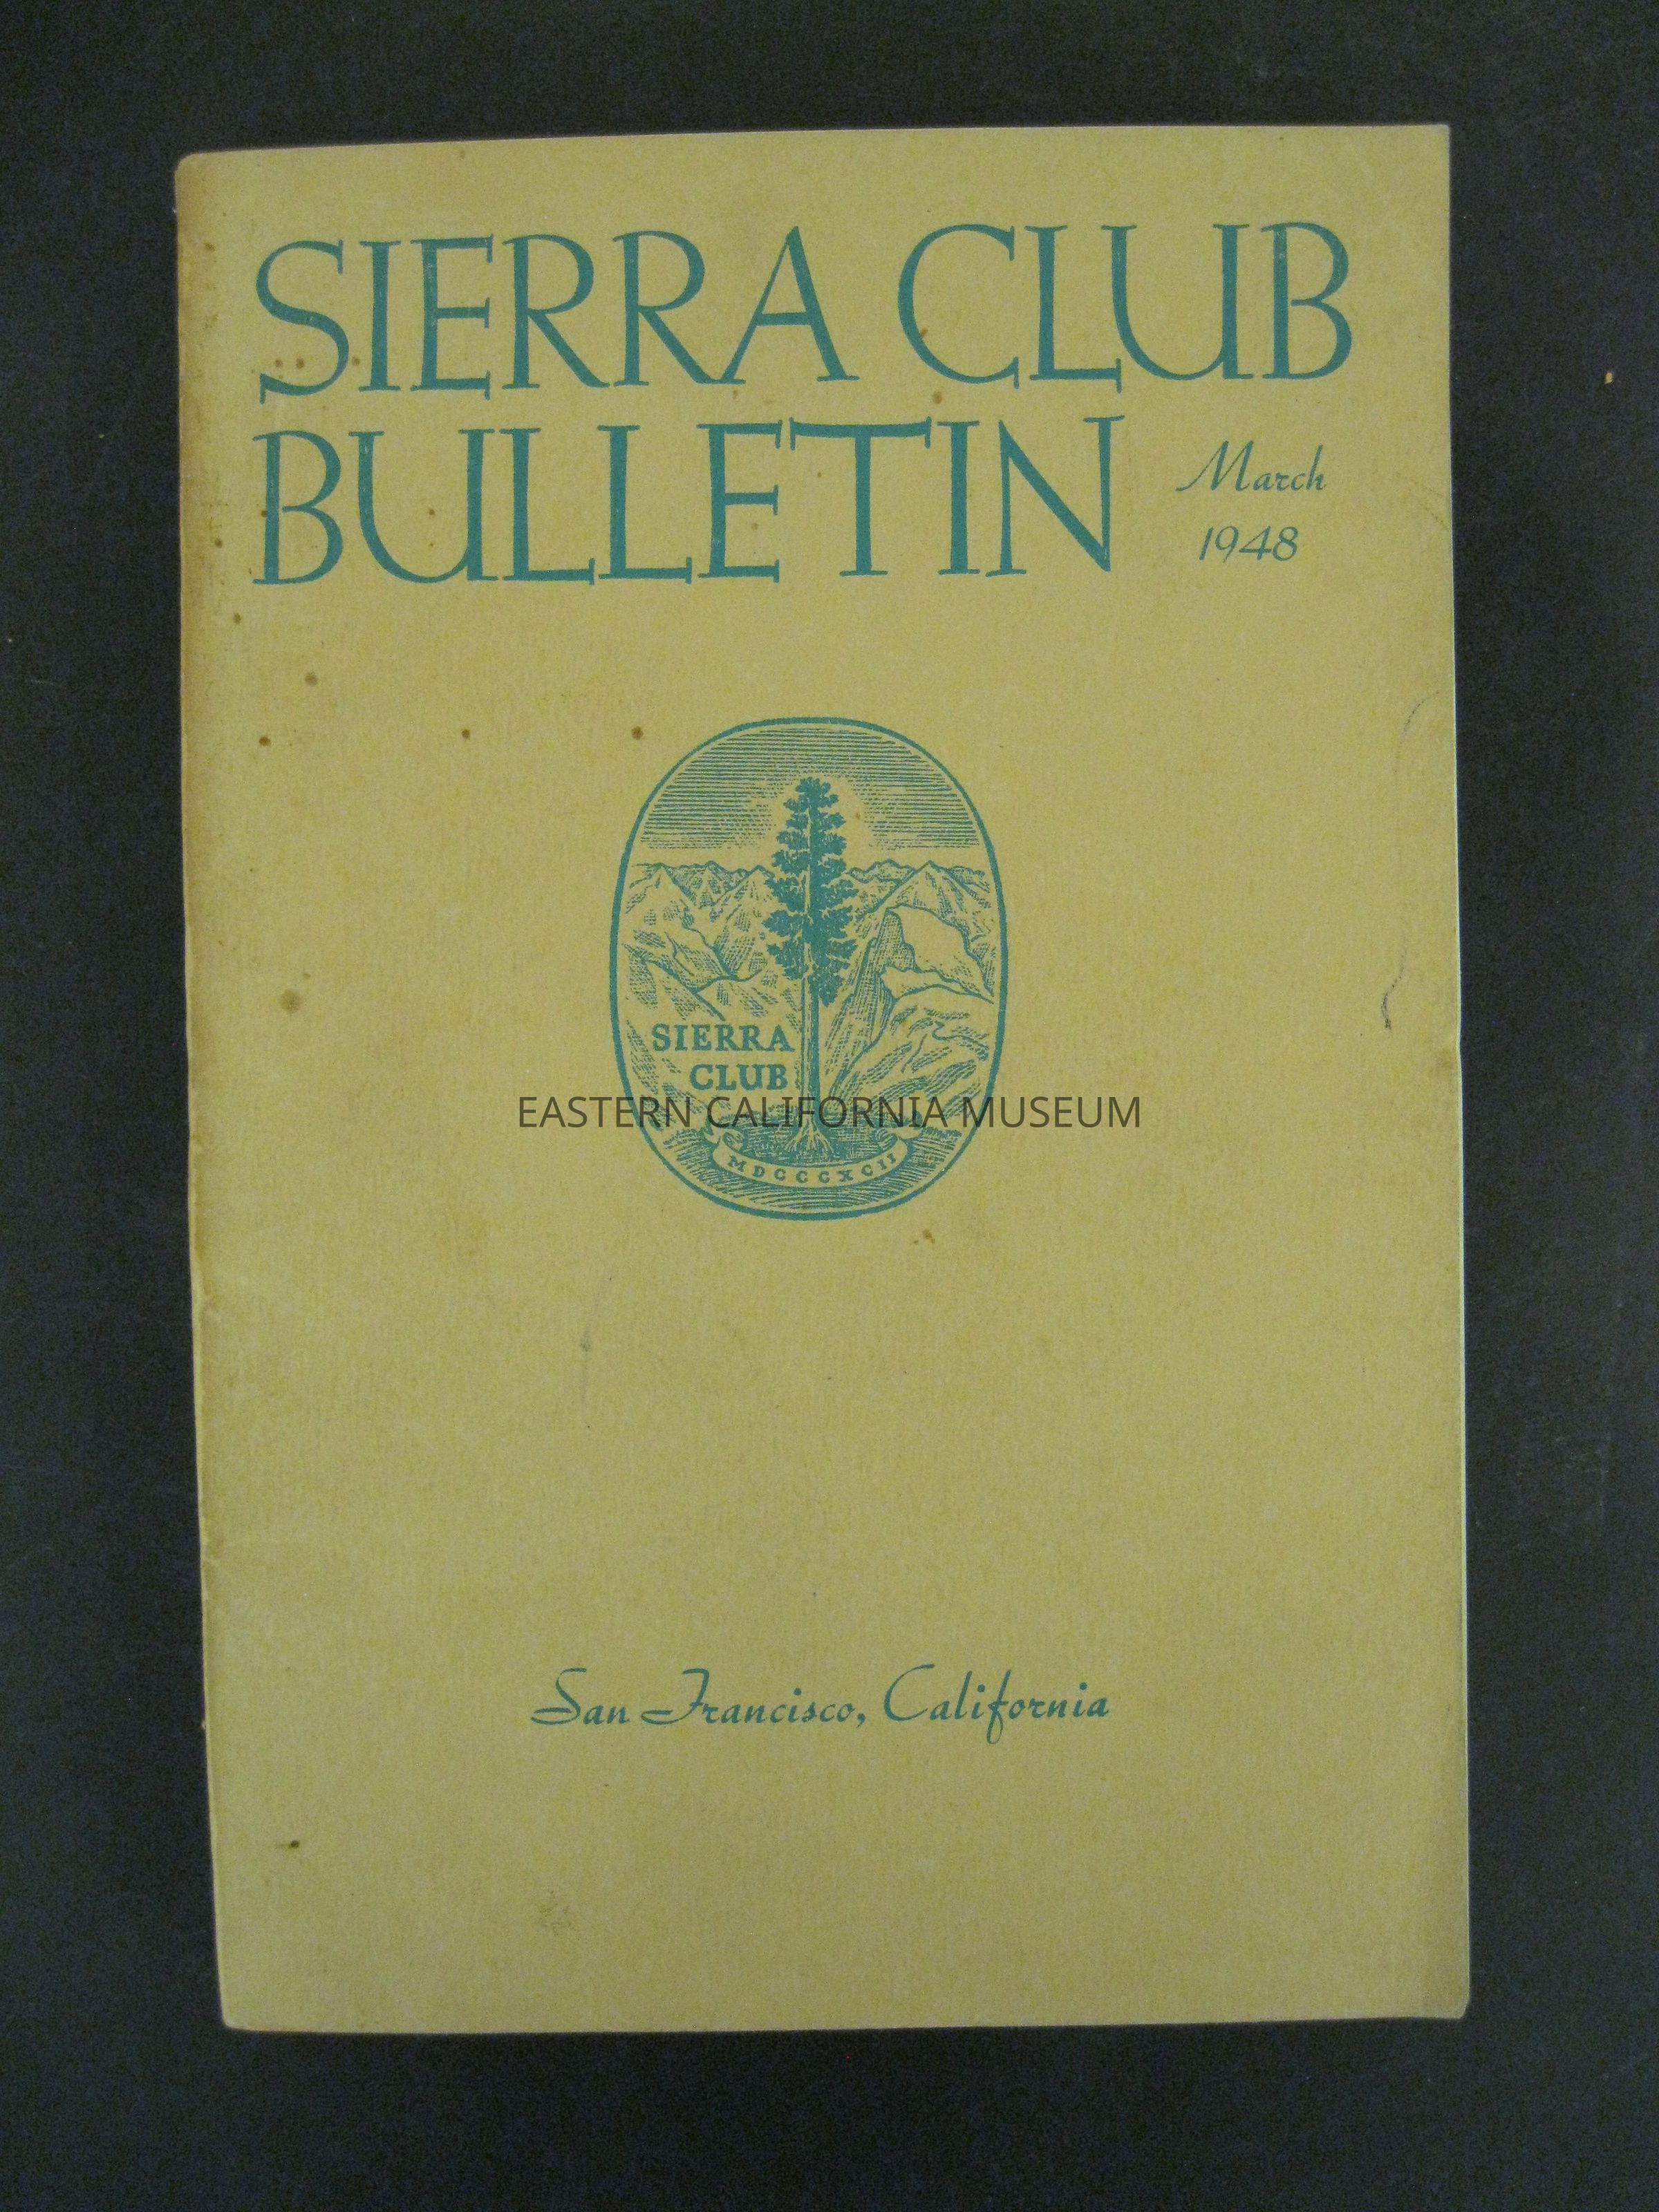 SIERRA CLUB
BULLETIN
March
1948
SIERRA
CLUB
EASTERN CALIFORNIA MUSEUM
MDCCCXCII
San Francisco, California